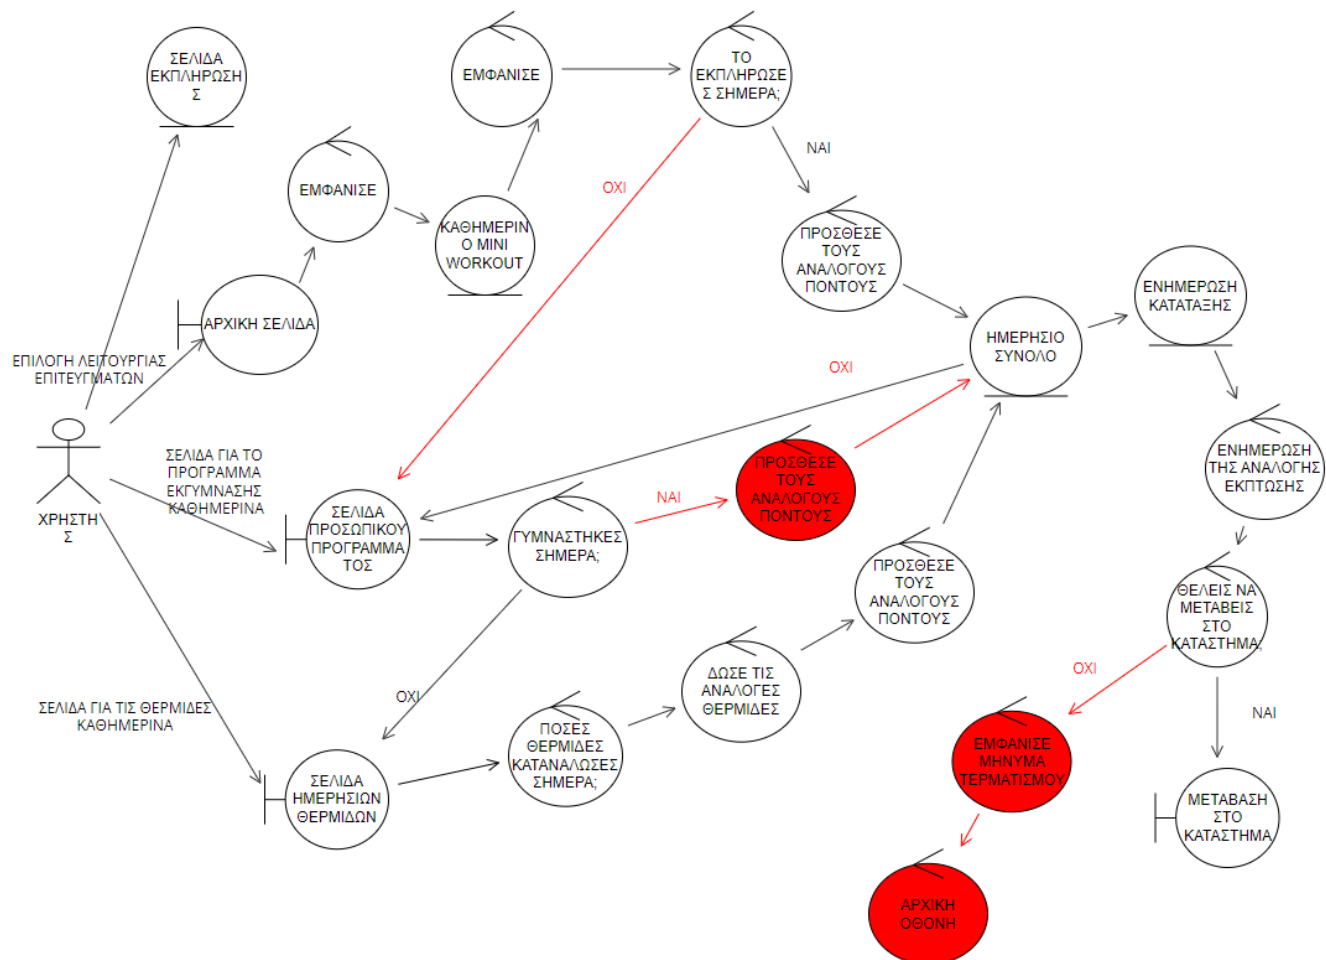 ΣΕΛΙΔΑ
ΕΚΠΛΗΡΩΣΗ
Σ
ΕΜΦΑΝΙΣΕ
ΤΟ
ΕΚΠΛΗΡΩΣΕ
Σ ΣΗΜΕΡΑ;
ΝΑΙ
ΟΧΙ
ΕΜΦΑΝΙΣΕ
ΚΑΘΗΜΕΡΙΝ
Ο MINI
WORKOUT
ΠΡΟΣΘΕΣΕ
ΤΟΥΣ
ΑΝΑΛΟΓΟΥΣ
ΠΟΝΤΟΥΣ
ΕΝΗΜΕΡΩΣΗ
ΚΑΤΑΤΑΞΗΣ
ΑΡΧΙΚΗ ΣΕΛΙΔΑ
ΗΜΕΡΗΣΙΟ
ΣΥΝΟΛΟ
ΕΠΙΛΟΓΗ ΛΕΙΤΟΥΡΓΙΑΣ
ΕΠΙΤΕΥΓΜΑΤΩΝ
ΟΧΙ
ΧΡΗΣΤΗ
Σ
ΣΕΛΙΔΑ ΓΙΑ ΤΟ
ΠΡΟΓΡΑΜΜΑ
ΕΚΓΥΜΝΑΣΗΣ
ΚΑΘΗΜΕΡΙΝΑ
ΣΕΛΙΔΑ
ΠΡΟΣΩΠΙΚΟΥ
ΠΡΟΓΡΑΜΜΑ
ΤΟΣ
ΓΥΜΝΑΣΤΗΚΕΣ
ΣΗΜΕΡΑ;
ΝΑΙ
ΠΡΟΣΘΕΣΕ
ΤΟΥΣ
ΑΝΑΛΟΓΟΥΣ
ΠΟΝΤΟΥΣ
ΕΝΗΜΕΡΩΣΗ
ΤΗΣ ΑΝΑΛΟΓΗΣ
ΕΚΠΤΩΣΗΣ
ΠΡΟΣΘΕΣΕ
ΤΟΥΣ
ΑΝΑΛΟΓΟΥΣ
ΠΟΝΤΟΥΣ
ΘΕΛΕΙΣ ΝΑ
ΜΕΤΑΒΕΙΣ
ΣΤΟ
ΚΑΤΑΣΤΗΜΑ;
ΟΧΙ
ΝΑΙ
ΣΕΛΙΔΑ ΓΙΑ ΤΙΣ ΘΕΡΜΙΔΕΣ
ΚΑΘΗΜΕΡΙΝΑ
ΟΧΙ
ΔΩΣΕ ΤΙΣ
ΑΝΑΛΟΓΕΣ
ΘΕΡΜΙΔΕΣ
ΠΟΣΕΣ
ΘΕΡΜΙΔΕΣ
ΚΑΤΑΝΑΛΩΣΕΣ
ΣΗΜΕΡΑ;
ΣΕΛΙΔΑ
ΗΜΕΡΗΣΙΩΝ
ΘΕΡΜΙΔΩΝ
ΕΜΦΑΝΙΣΕ
ΜΗΝΥΜΑ
ΤΕΡΜΑΤΙΣΜΟΥ
ΜΕΤΑΒΑΣΗ
ΣΤΟ
ΚΑΤΑΣΤΗΜΑ
ΑΡΧΙΚΗ
ΟΘΟΝΗ